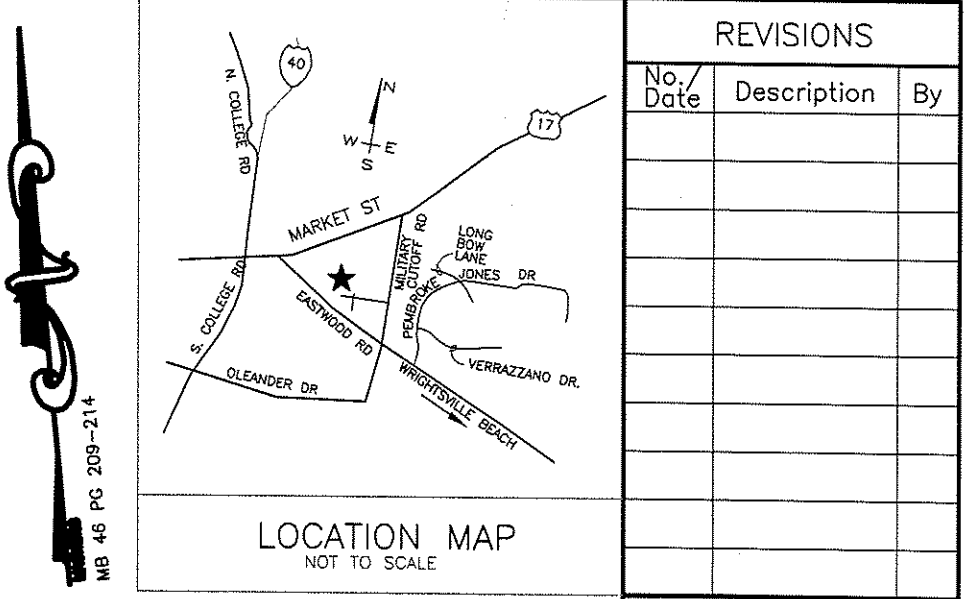 MB 46 PG 209-214
40
N. COLLEGE RD
N
W E
S
17
MARKET ST
MILITARY
CUTOFF RD
LONG
BOW
LANE
JONES DR
PEMBROKE
S. COLLEGE RD
EASTWOOD RD
VERRAZZANO DR.
OLEANDER DR
WRIGHTSVILLE BEACH
LOCATION MAP
NOT TO SCALE
REVISIONS
No./ Description By
Date